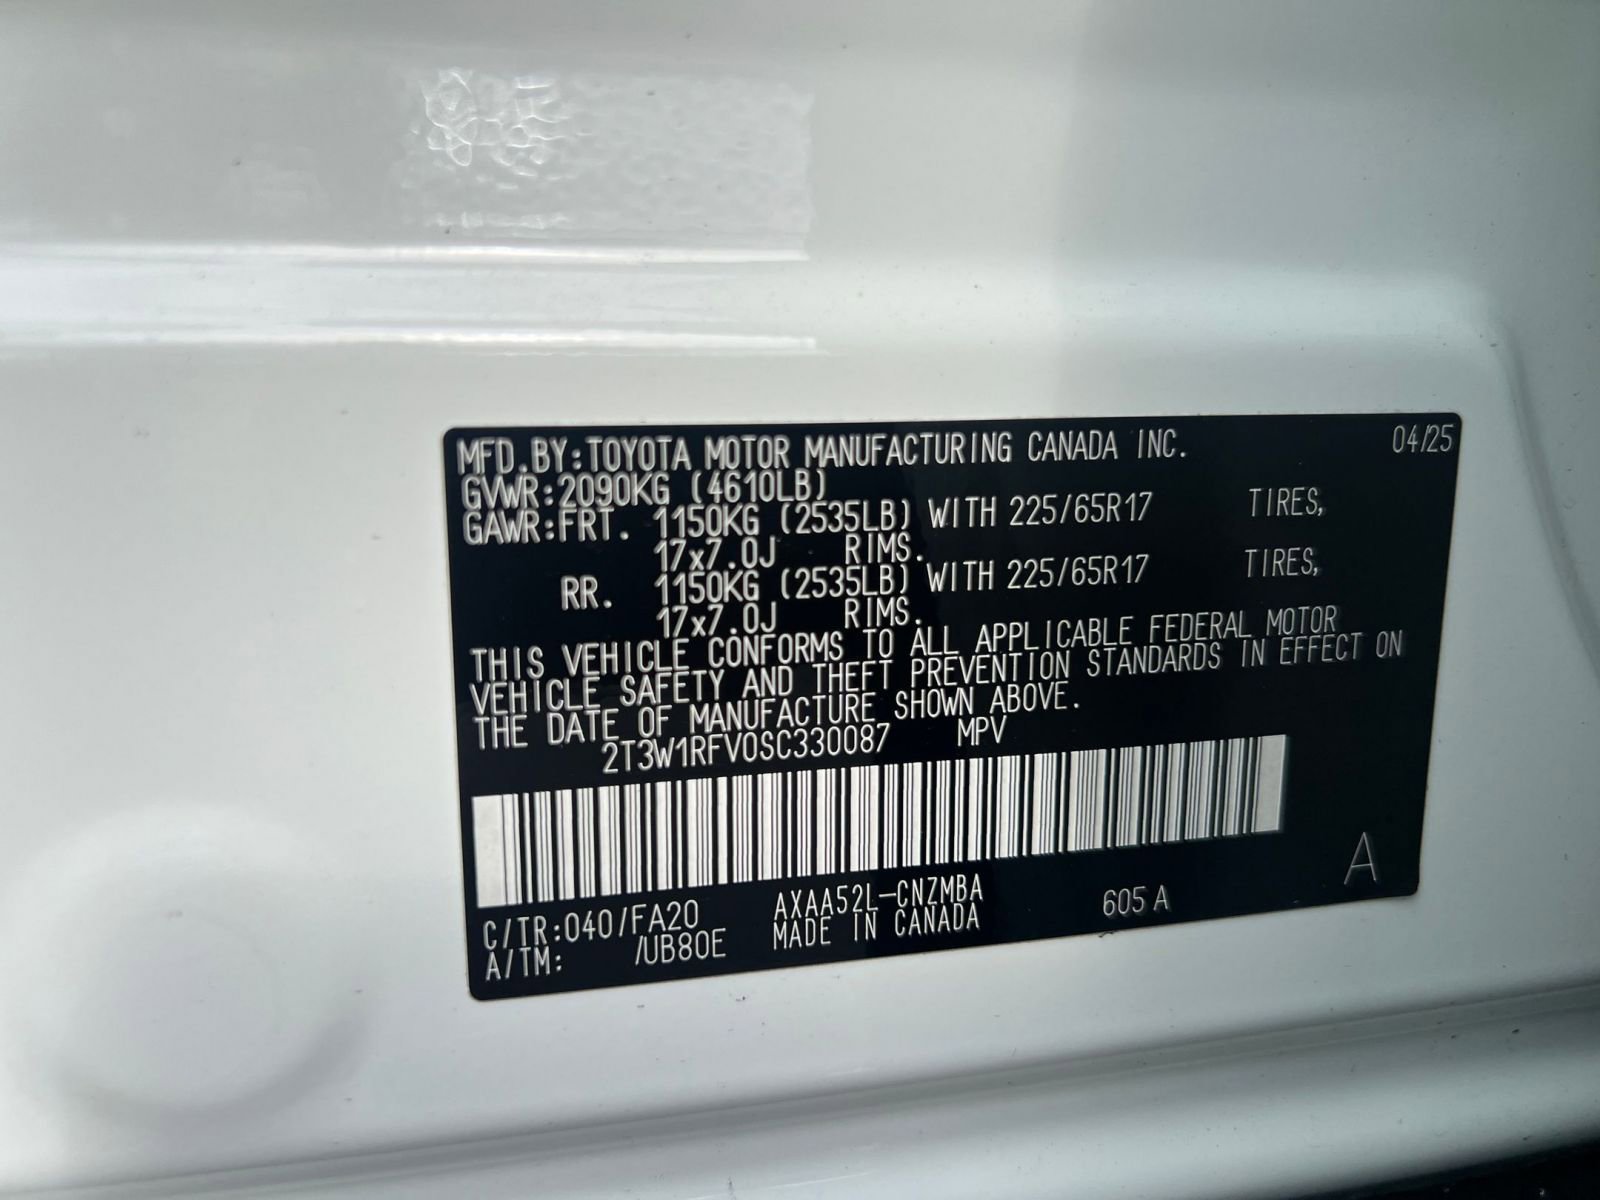 MFD.BY:TOYOTA MOTOR MANUFACTURING CANADA INC. 04/25
GVWR:2090KG (4610LB)
GAWR:FRT. 1150KG (2535LB) WITH 225/65R17 TIRES,
17x7.0J RIMS.
RR. 1150KG (2535LB) WITH 225/65R17 TIRES,
17x7.0J RIMS.
THIS VEHICLE CONFORMS TO ALL APPLICABLE FEDERAL MOTOR
VEHICLE SAFETY AND THEFT PREVENTION STANDARDS IN EFFECT ON
THE DATE OF MANUFACTURE SHOWN ABOVE.
2T3W1RFV0SC330087 MPV
A
C/TR:040/FA20 AXAA52L-CNZMBA 605A
A/TM: /UB80E MADE IN CANADA